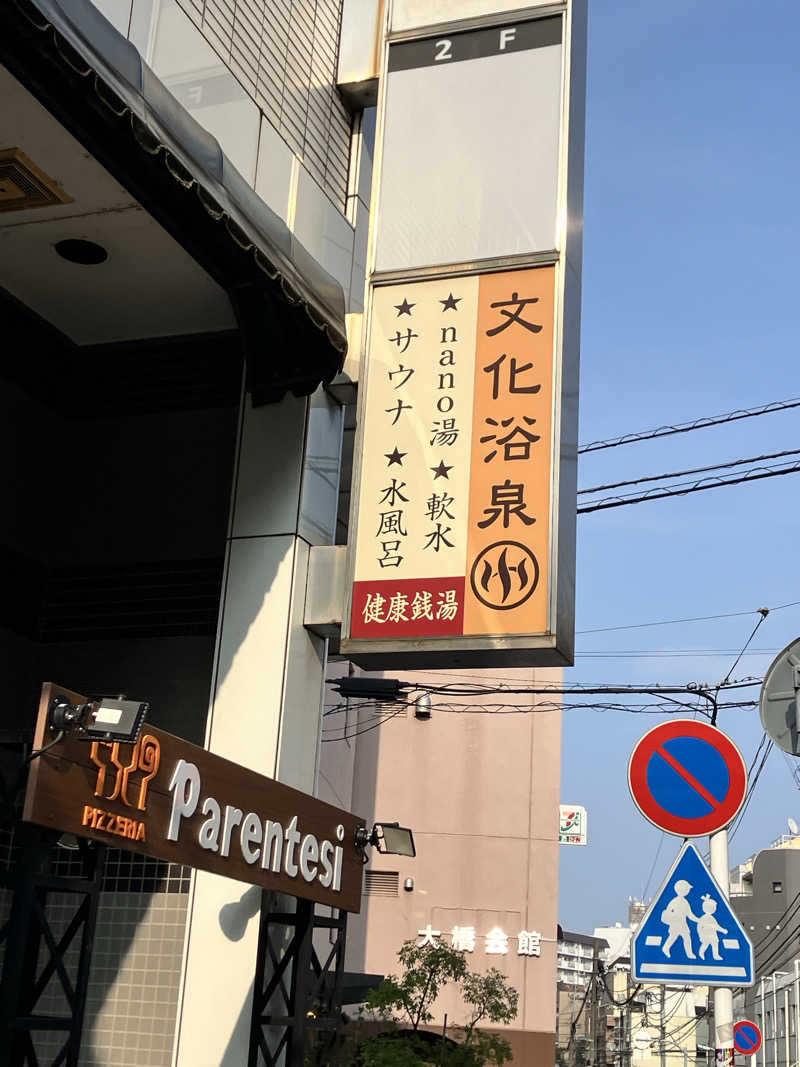 2 F
文化浴泉
★nano湯★軟水
★サウナ★水風呂
健康銭湯
PIZZERIA
Parentesi
大橋会館